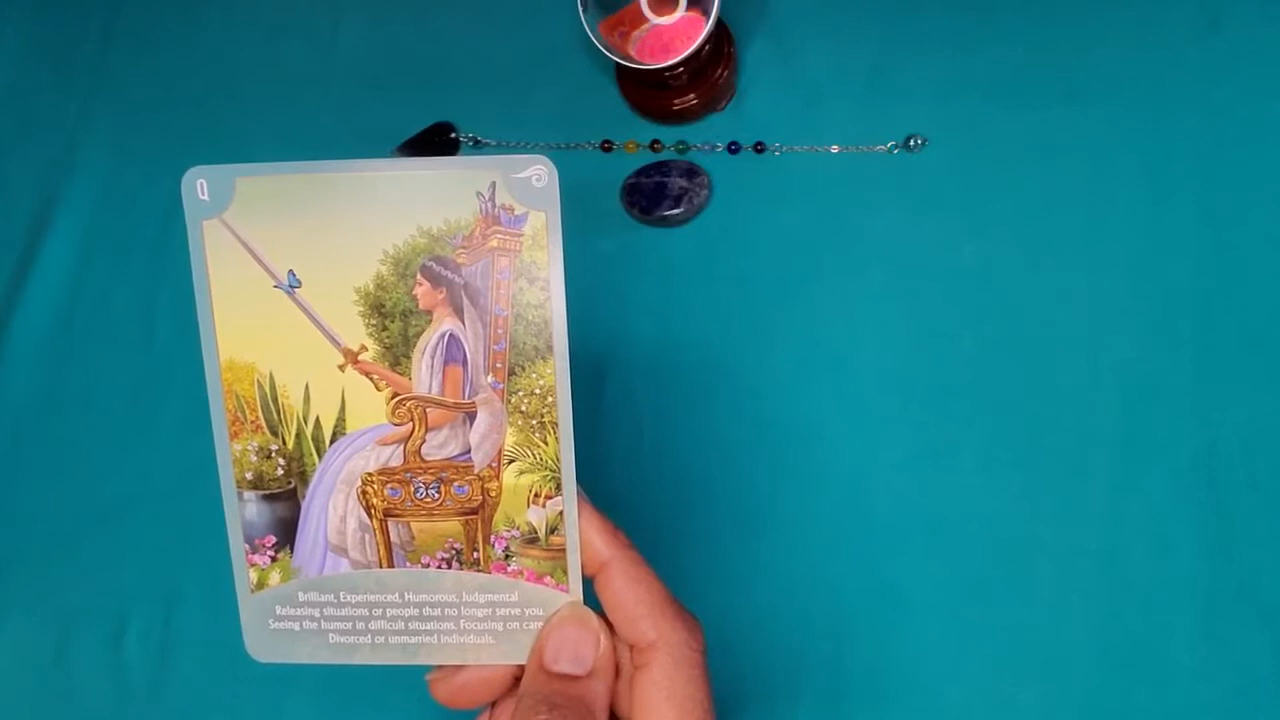 Q
Brilliant, Experienced, Humorous, Judgmental
Releasing situations or people that no longer serve you.
Seeing the humor in difficult situations. Focusing on care
Divorced or unmarried individuals.